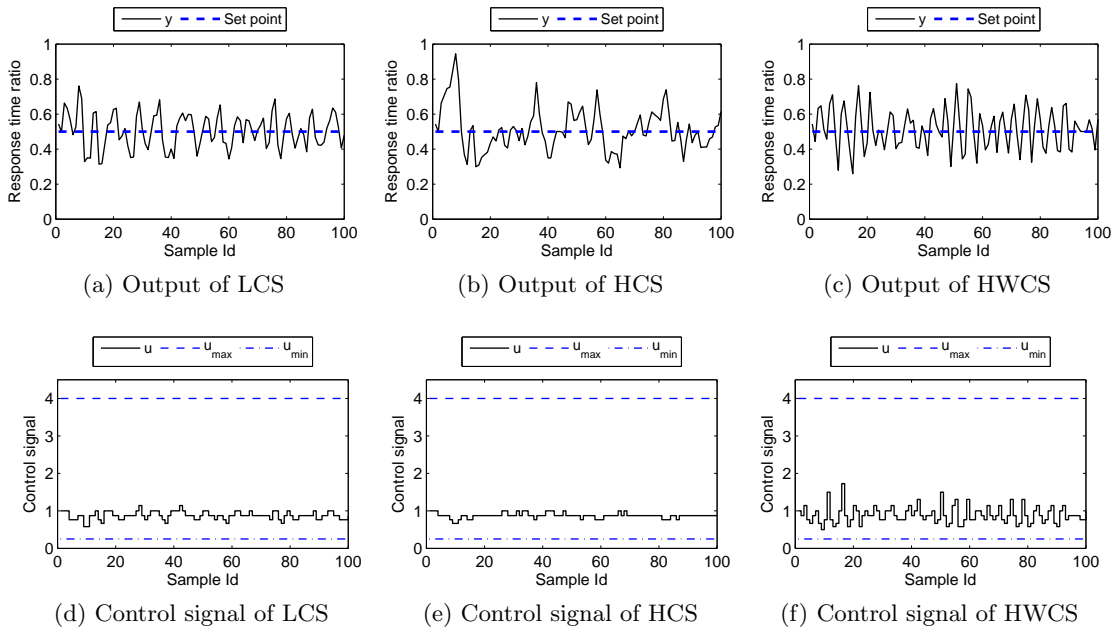 y Set point
y Set point
y Set point
Response time ratio
1
0.8
0.6
0.4
0.2
0
0 20 40 60 80 100
Sample Id
Response time ratio
1
0.8
0.6
0.4
0.2
0
0 20 40 60 80 100
Sample Id
Response time ratio
1
0.8
0.6
0.4
0.2
0
0 20 40 60 80 100
Sample Id
(a) Output of LCS
(b) Output of HCS
(c) Output of HWCS
u u_max u_min
u u_max u_min
u u_max u_min
Control signal
4
3
2
1
0
0 20 40 60 80 100
Sample Id
Control signal
4
3
2
1
0
0 20 40 60 80 100
Sample Id
Control signal
4
3
2
1
0
0 20 40 60 80 100
Sample Id
(d) Control signal of LCS
(e) Control signal of HCS
(f) Control signal of HWCS